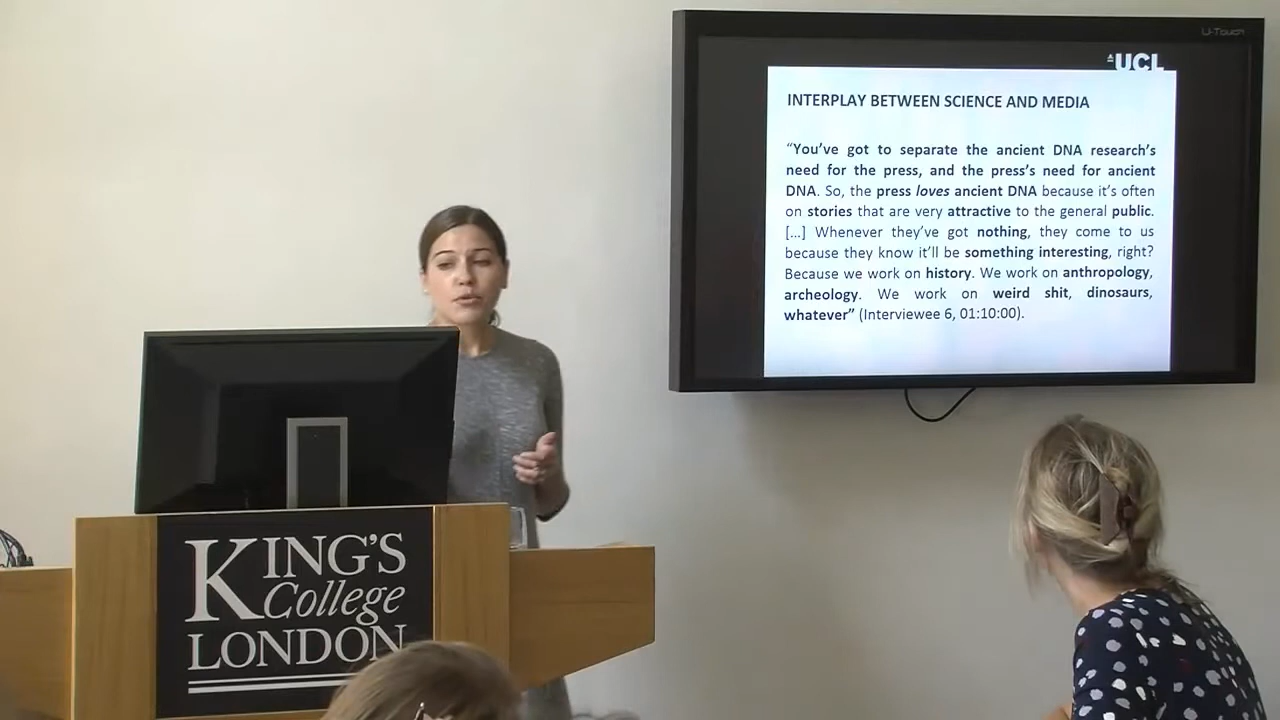 U-Touch
UCL
INTERPLAY BETWEEN SCIENCE AND MEDIA
“You’ve got to separate the ancient DNA research’s
need for the press, and the press’s need for ancient
DNA. So, the press loves ancient DNA because it’s often
on stories that are very attractive to the general public.
[…] Whenever they’ve got nothing, they come to us
because they know it’ll be something interesting, right?
Because we work on history. We work on anthropology,
archeology. We work on weird shit, dinosaurs,
whatever” (Interviewee 6, 01:10:00).
KING'S
College
LONDON